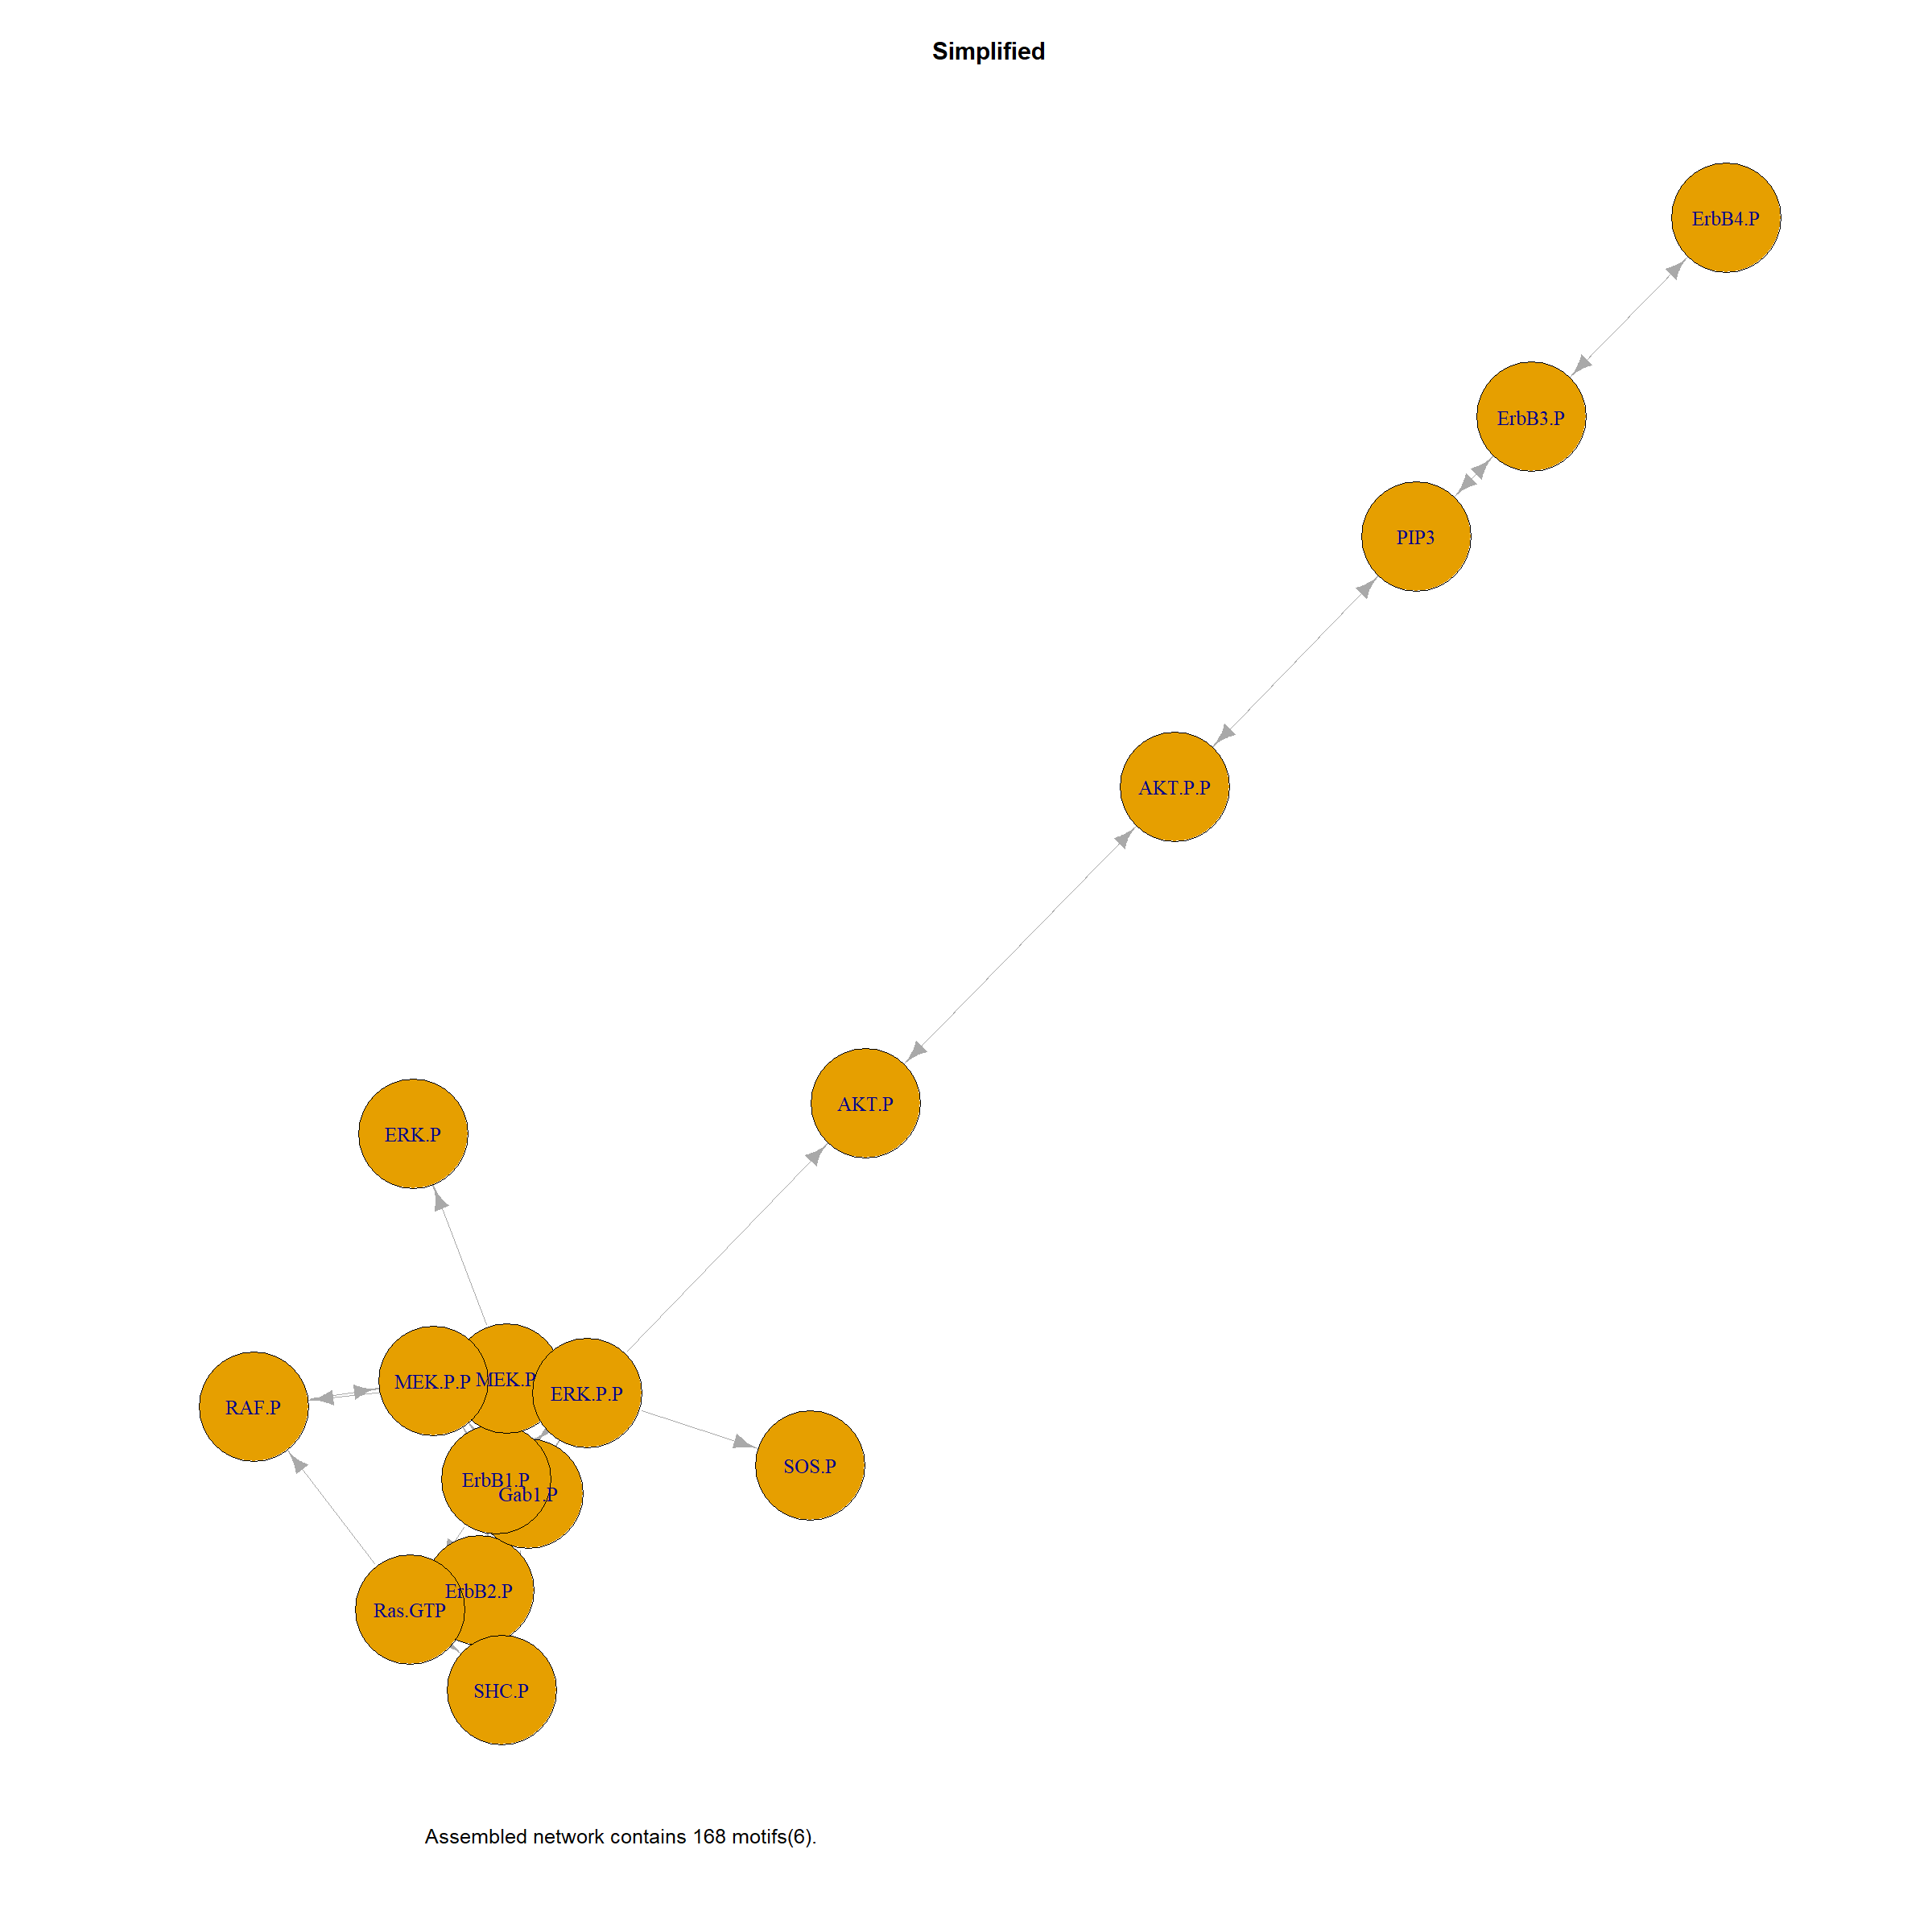 Simplified
ErbB4.P
ErbB3.P
PIP3
AKT.P.P
AKT.P
ERK.P
MEK.P.P
MEK.P
ERK.P.P
RAF.P
SOS.P
ErbB1.P
Gab1.P
ErbB2.P
Ras.GTP
SHC.P
Assembled network contains 168 motifs(6).